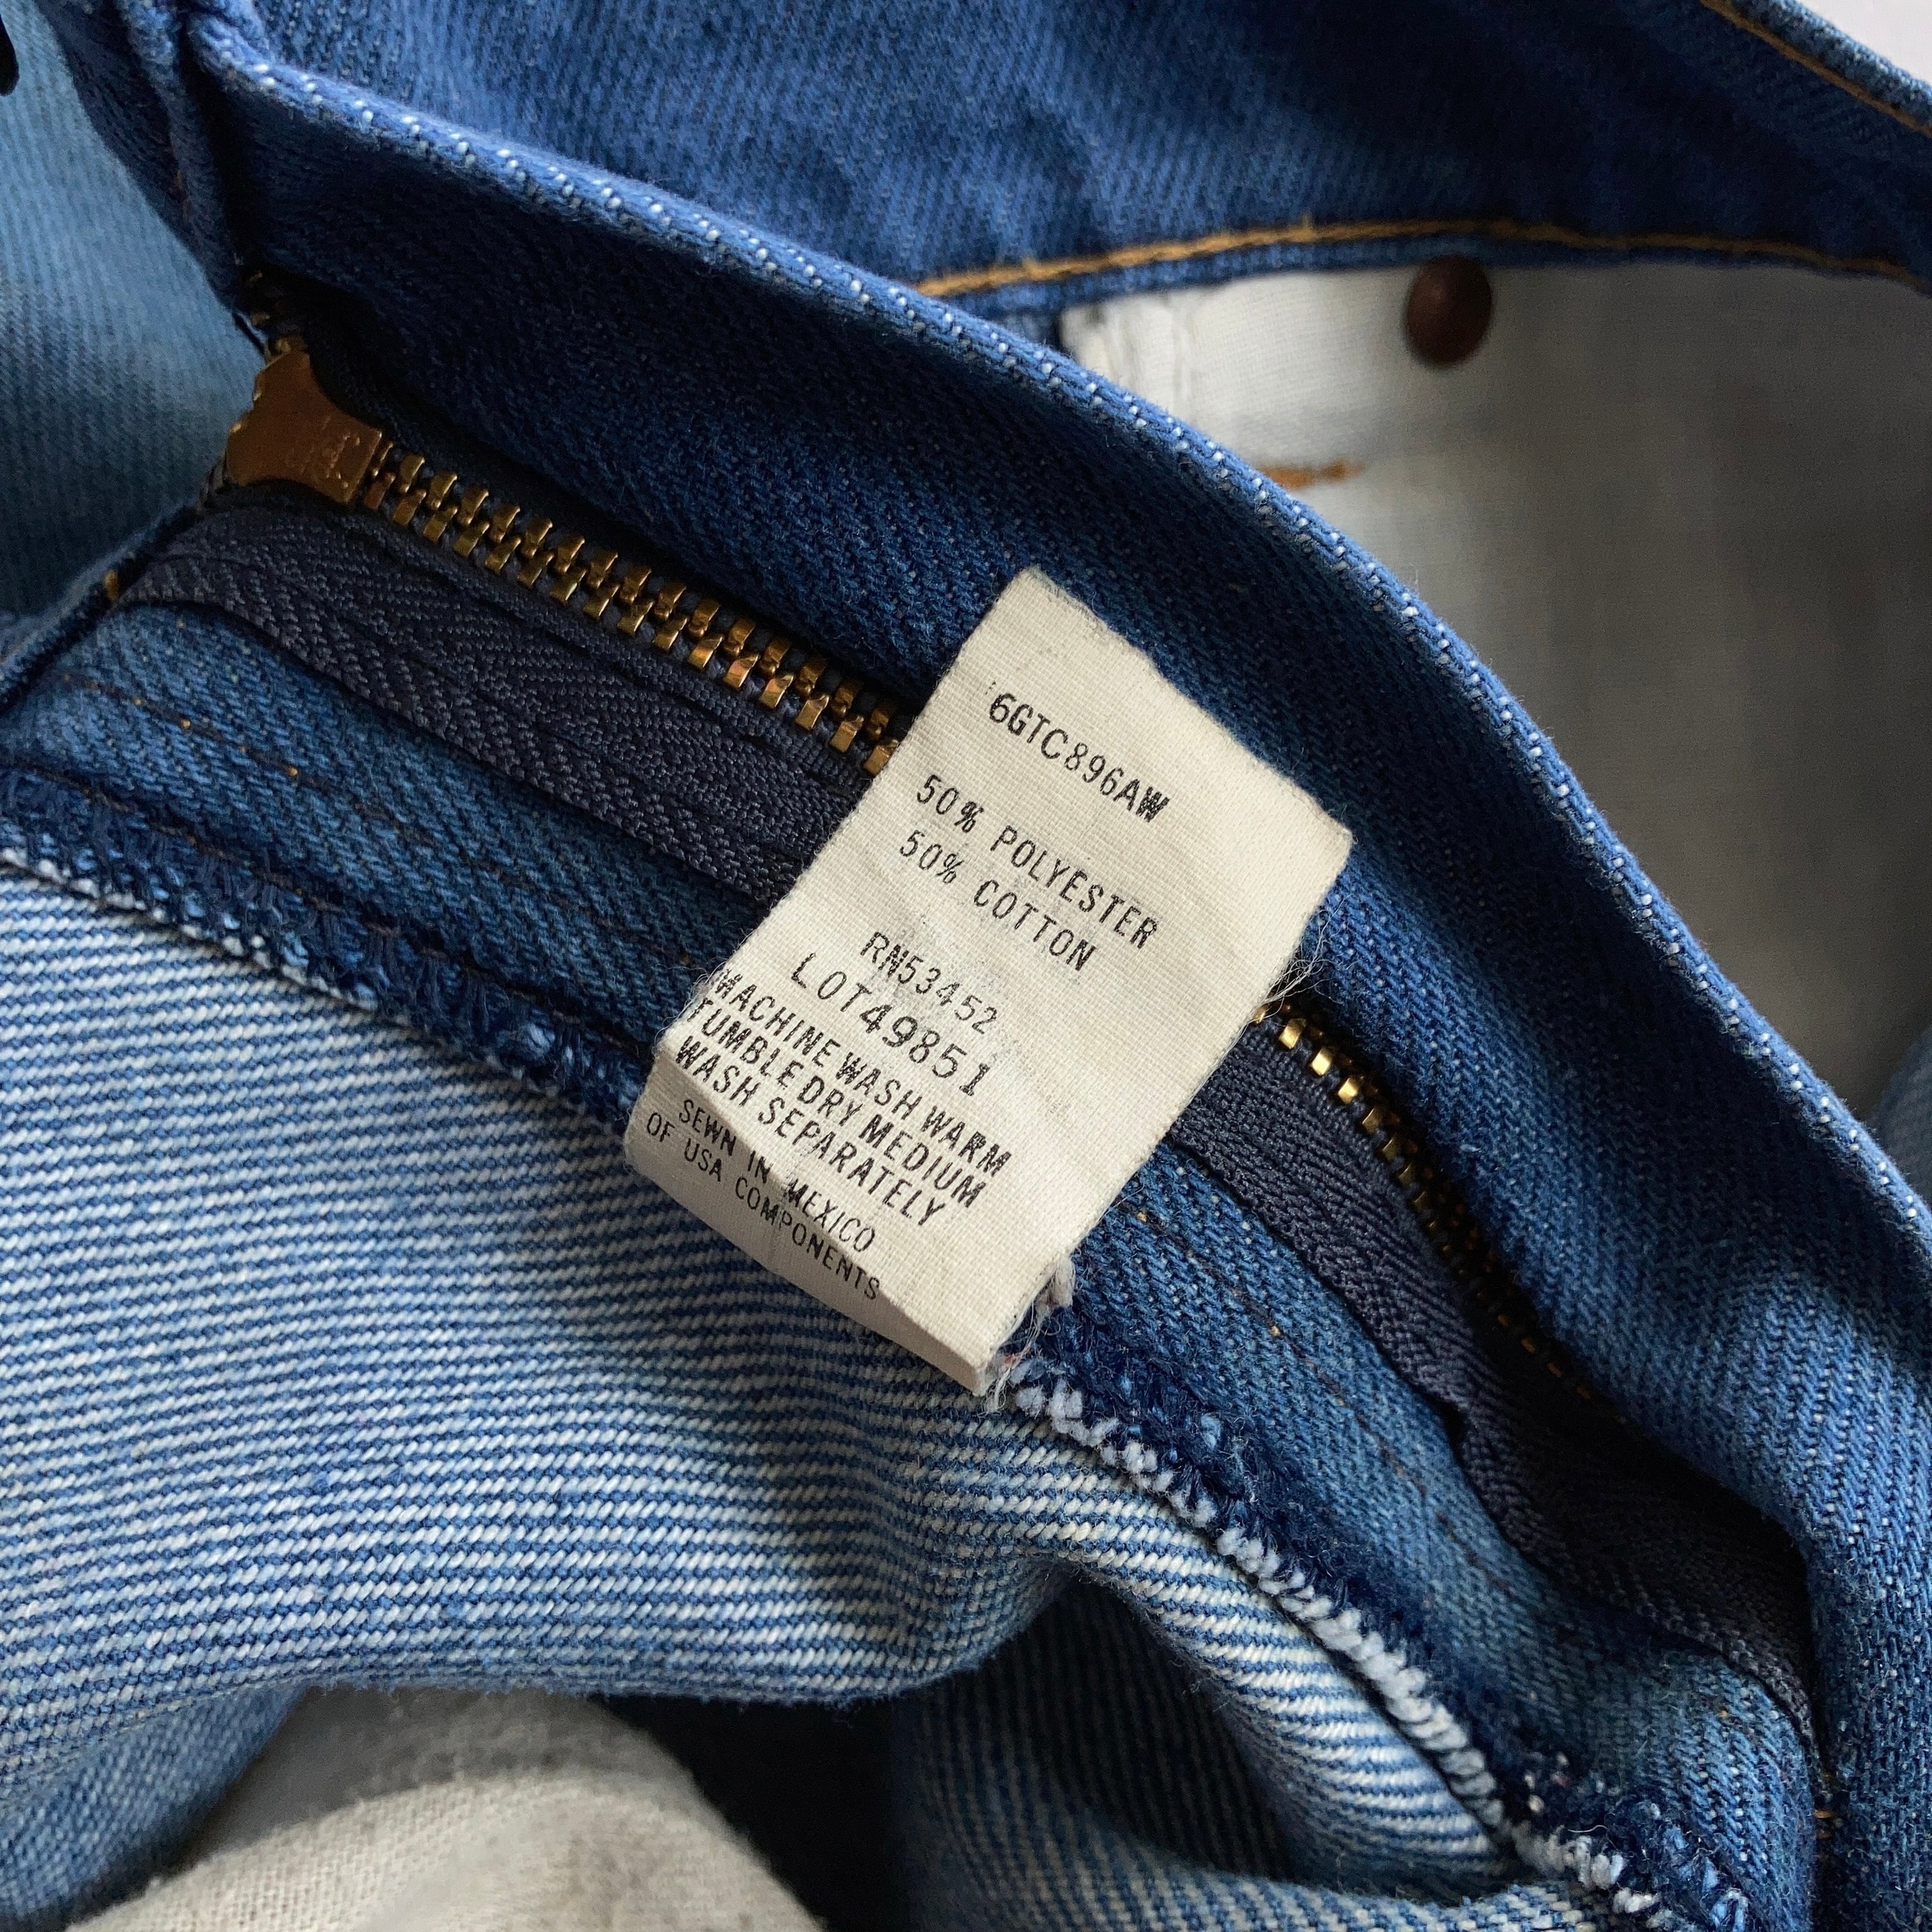 6GTC896AW
50% POLYESTER
50% COTTON
RN53452
LOT49851
MACHINE WASH WARM
TUMBLE DRY MEDIUM
WASH SEPARATELY
SEWN IN MEXICO
OF USA COMPONENTS